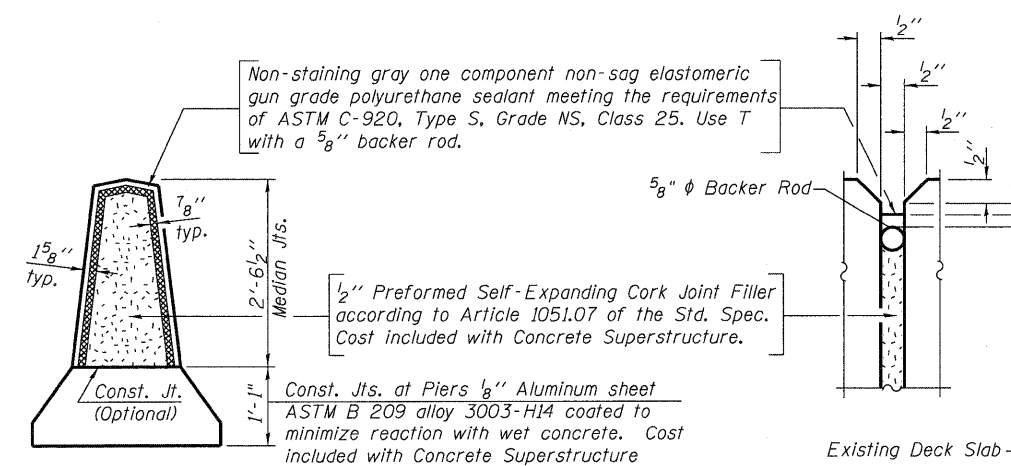 Non-staining gray one component non-sag elastomeric
gun grade polyurethane sealant meeting the requirements
of ASTM C-920, Type S, Grade NS, Class 25. Use T
with a 5/8'' backer rod.
1/2''
1/2''
1/2''
1/2''
5/8" φ Backer Rod
7/8''
typ.
1 5/8''
typ.
2'-6 1/2''
Median Jts.
1/2'' Preformed Self-Expanding Cork Joint Filler
according to Article 1051.07 of the Std. Spec.
Cost included with Concrete Superstructure.
Const. Jt.
(Optional)
1'-1"
Const. Jts. at Piers 1/8'' Aluminum sheet
ASTM B 209 alloy 3003-H14 coated to
minimize reaction with wet concrete. Cost
included with Concrete Superstructure
Existing Deck Slab